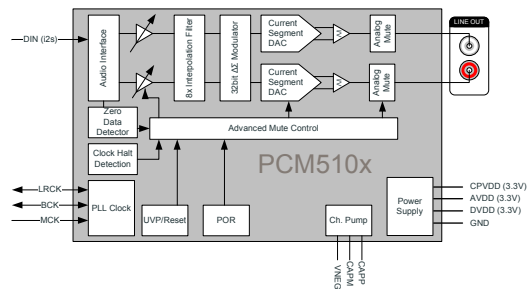 DIN (i2s)
Audio Interface
8x Interpolation Filter
32bit ΔΣ Modulator
Current
Segment
DAC
Analog
Mute
LINE OUT
Current
Segment
DAC
Analog
Mute
Zero
Data
Detector
Advanced Mute Control
Clock Halt
Detection
PCM510x
LRCK
BCK
MCK
PLL Clock
UVP/Reset
POR
Ch. Pump
Power
Supply
CPVDD (3.3V)
AVDD (3.3V)
DVDD (3.3V)
GND
VNEG
CAPM
CAPP